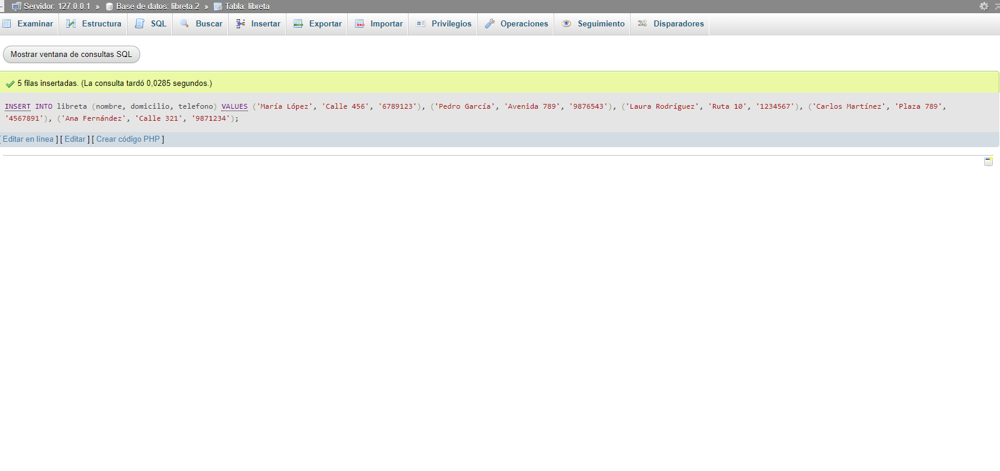 Servidor: 127.0.0.1 » Base de datos: libreta.2 » Tabla: libreta
Examinar Estructura SQL Buscar Insertar Exportar Importar Privilegios Operaciones Seguimiento Disparadores
Mostrar ventana de consultas SQL
5 filas insertadas. (La consulta tardó 0,0285 segundos.)
INSERT INTO libreta (nombre, domicilio, telefono) VALUES ('María López', 'Calle 456', '6789123'), ('Pedro García', 'Avenida 789', '9876543'), ('Laura Rodríguez', 'Ruta 10', '1234567'), ('Carlos Martínez', 'Plaza 789',
'4567891'), ('Ana Fernández', 'Calle 321', '9871234');
[ Editar en línea ] [ Editar ] [ Crear código PHP ]